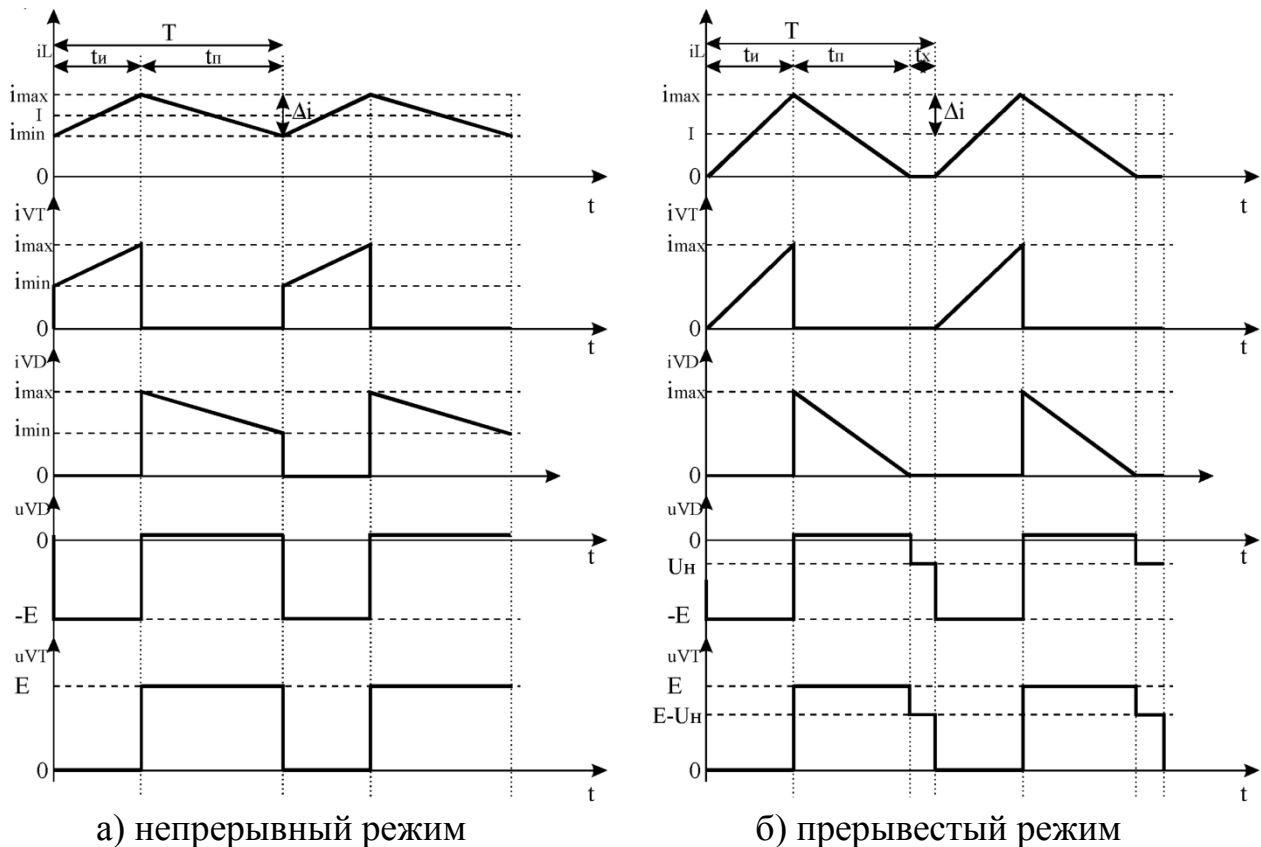 T
iL
tи
tп
imax
I
imin
Δi
0
t
iVT
imax
imin
0
t
iVD
imax
imin
0
uVD
0
t
-E
uVT
E
0
t
а) непрерывный режим
T
iL
tи
tп
tх
imax
I
Δi
0
t
iVT
imax
0
t
iVD
imax
0
uVD
0
t
Uн
-E
uVT
E
E-Uн
0
t
б) прерывестый режим